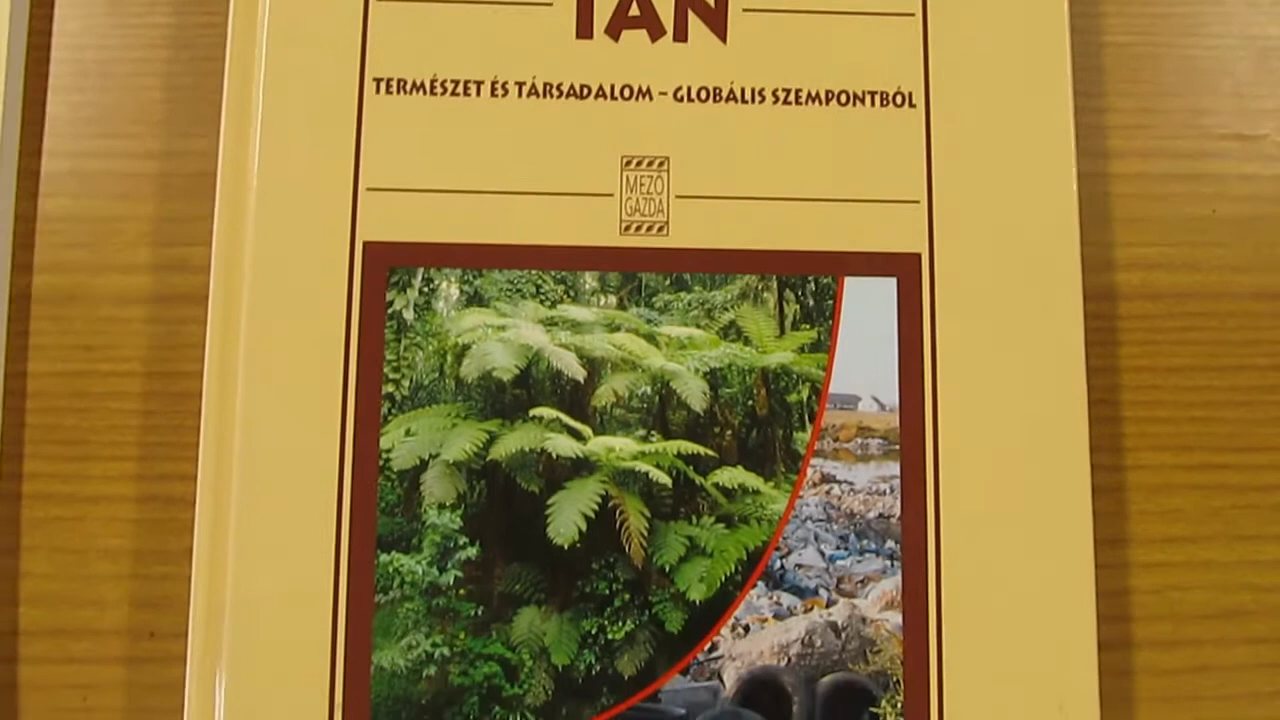 TAN
TERMÉSZET ÉS TÁRSADALOM – GLOBÁLIS SZEMPONTBÓL
MEZŐ
GAZDA